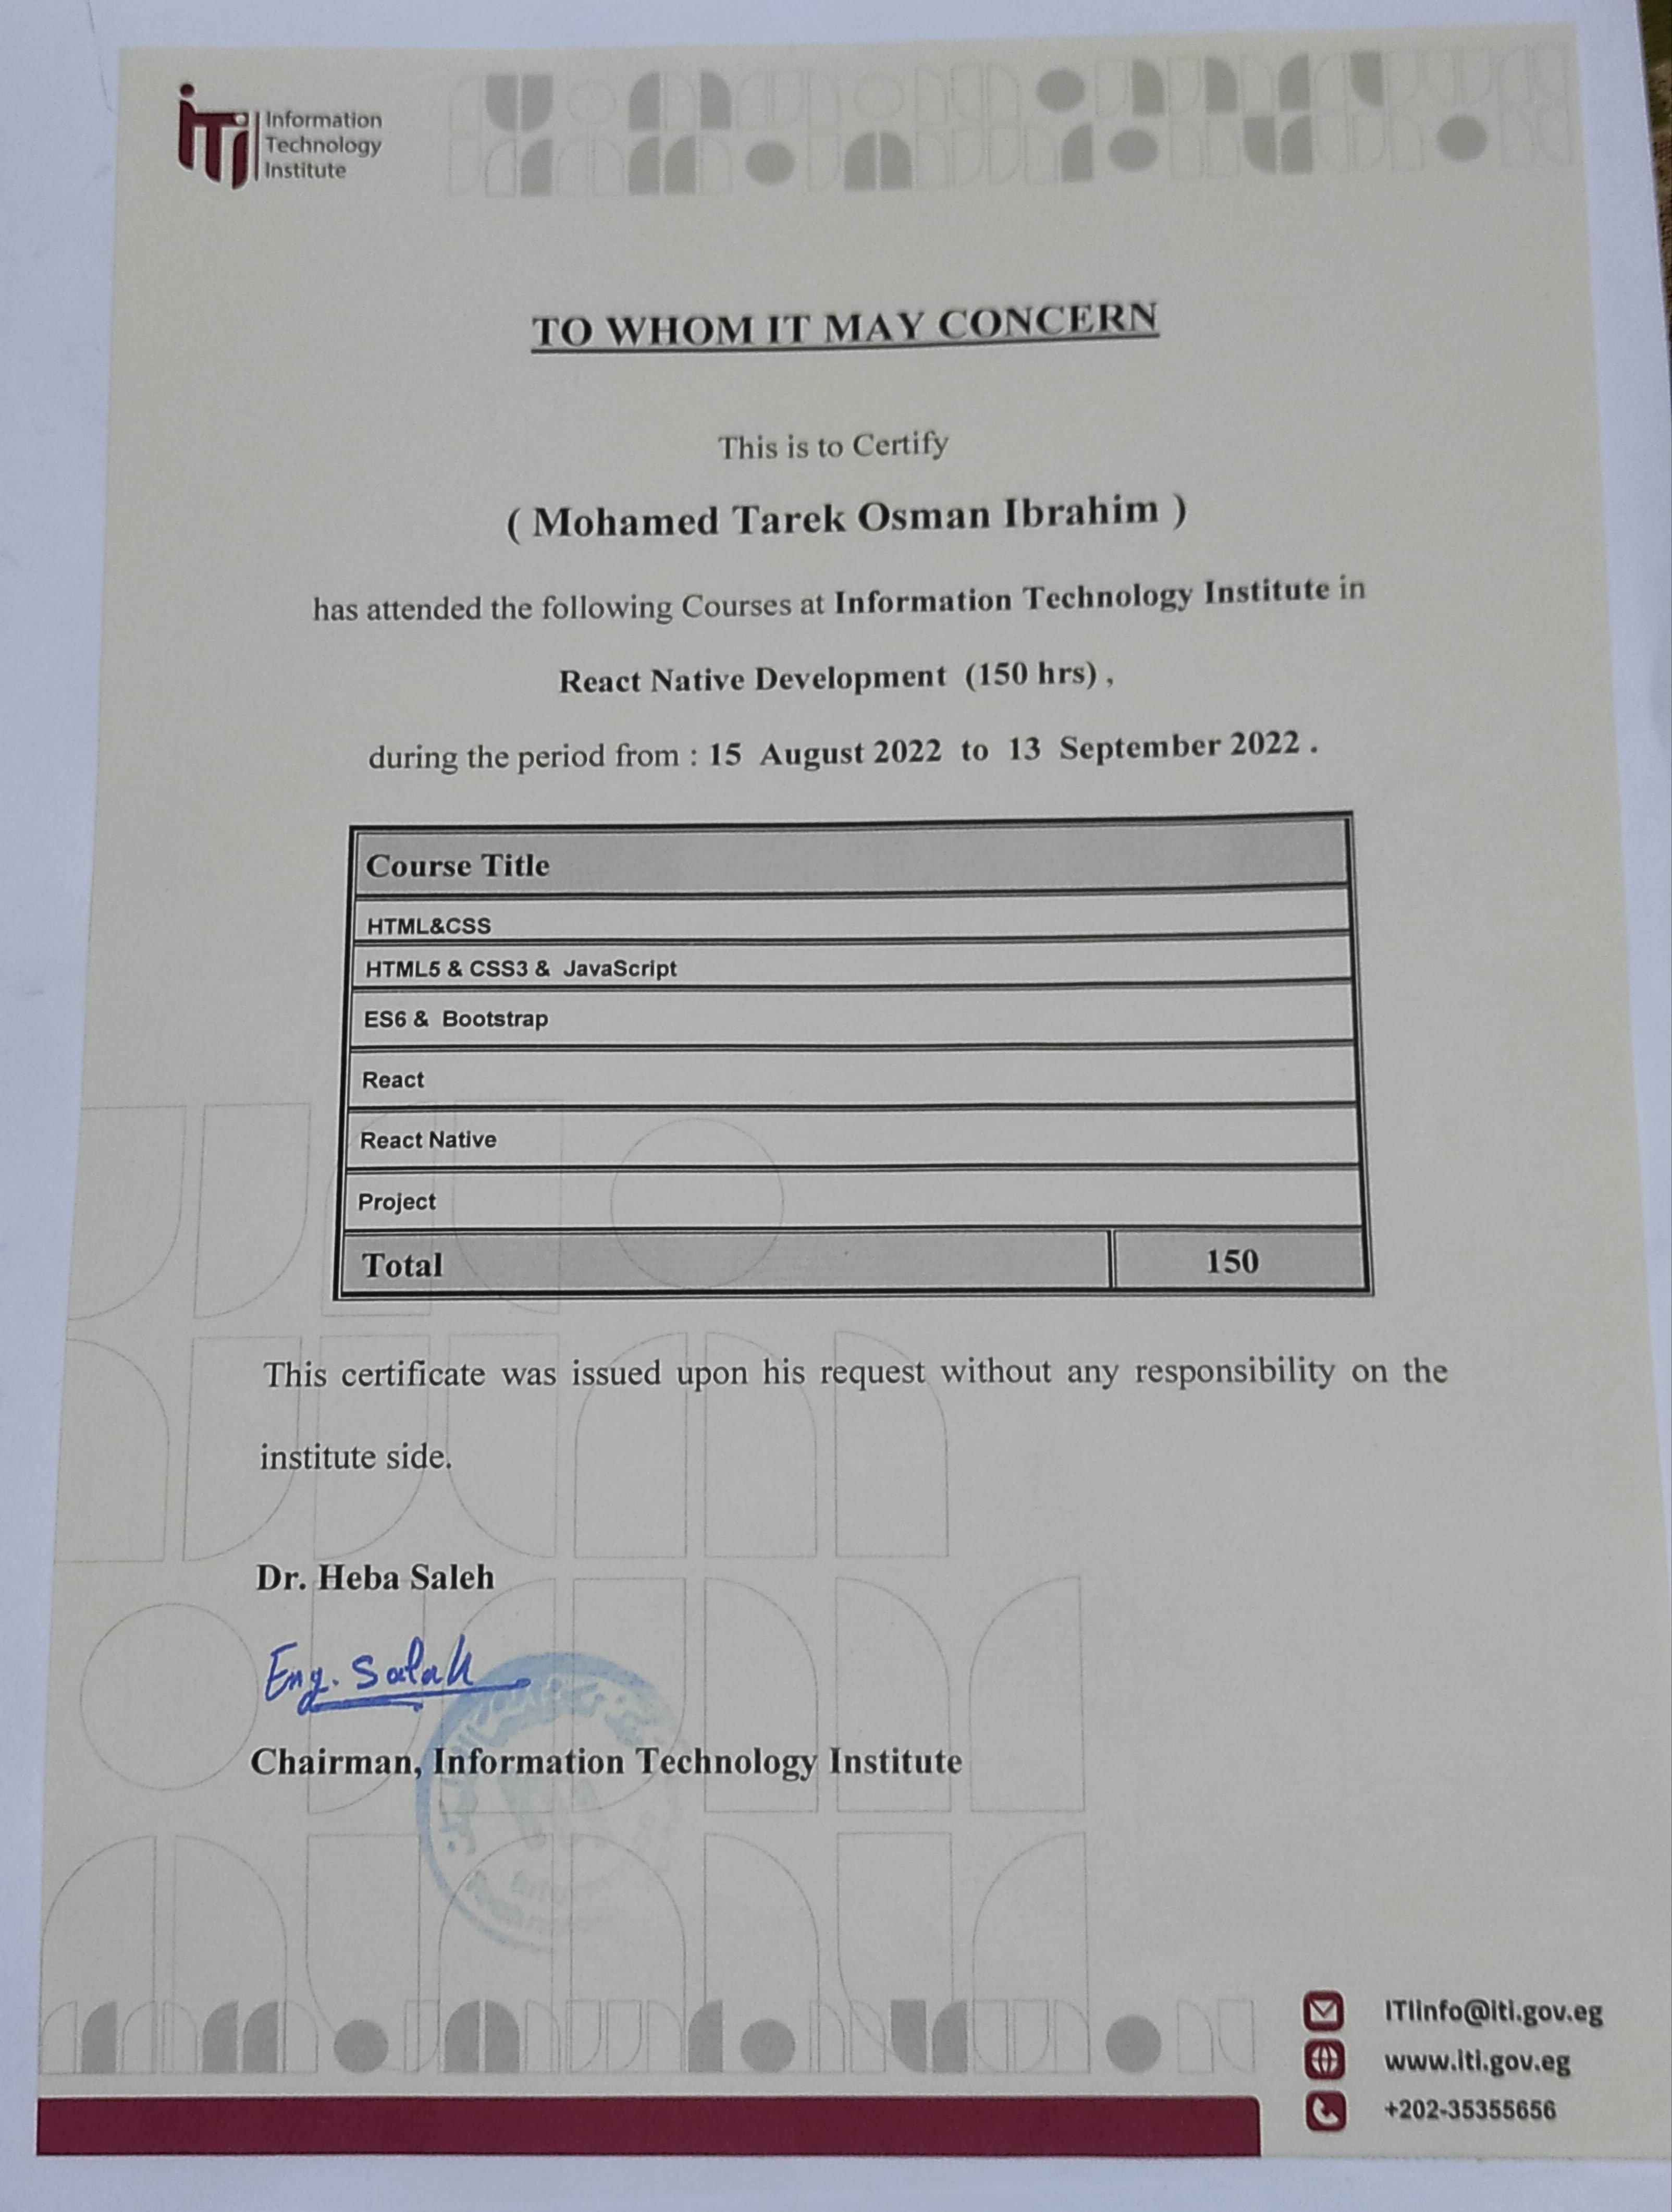 iTi
Information
Technology
Institute
TO WHOM IT MAY CONCERN
This is to Certify
( Mohamed Tarek Osman Ibrahim )
has attended the following Courses at Information Technology Institute in
React Native Development (150 hrs) ,
during the period from : 15 August 2022 to 13 September 2022 .
Course Title
HTML&CSS
HTML5 & CSS3 & JavaScript
ES6 & Bootstrap
React
React Native
Project
Total 150
This certificate was issued upon his request without any responsibility on the
institute side.
Dr. Heba Saleh
Eng. Salah
Chairman, Information Technology Institute
ITIinfo@iti.gov.eg
www.iti.gov.eg
+202-35355656